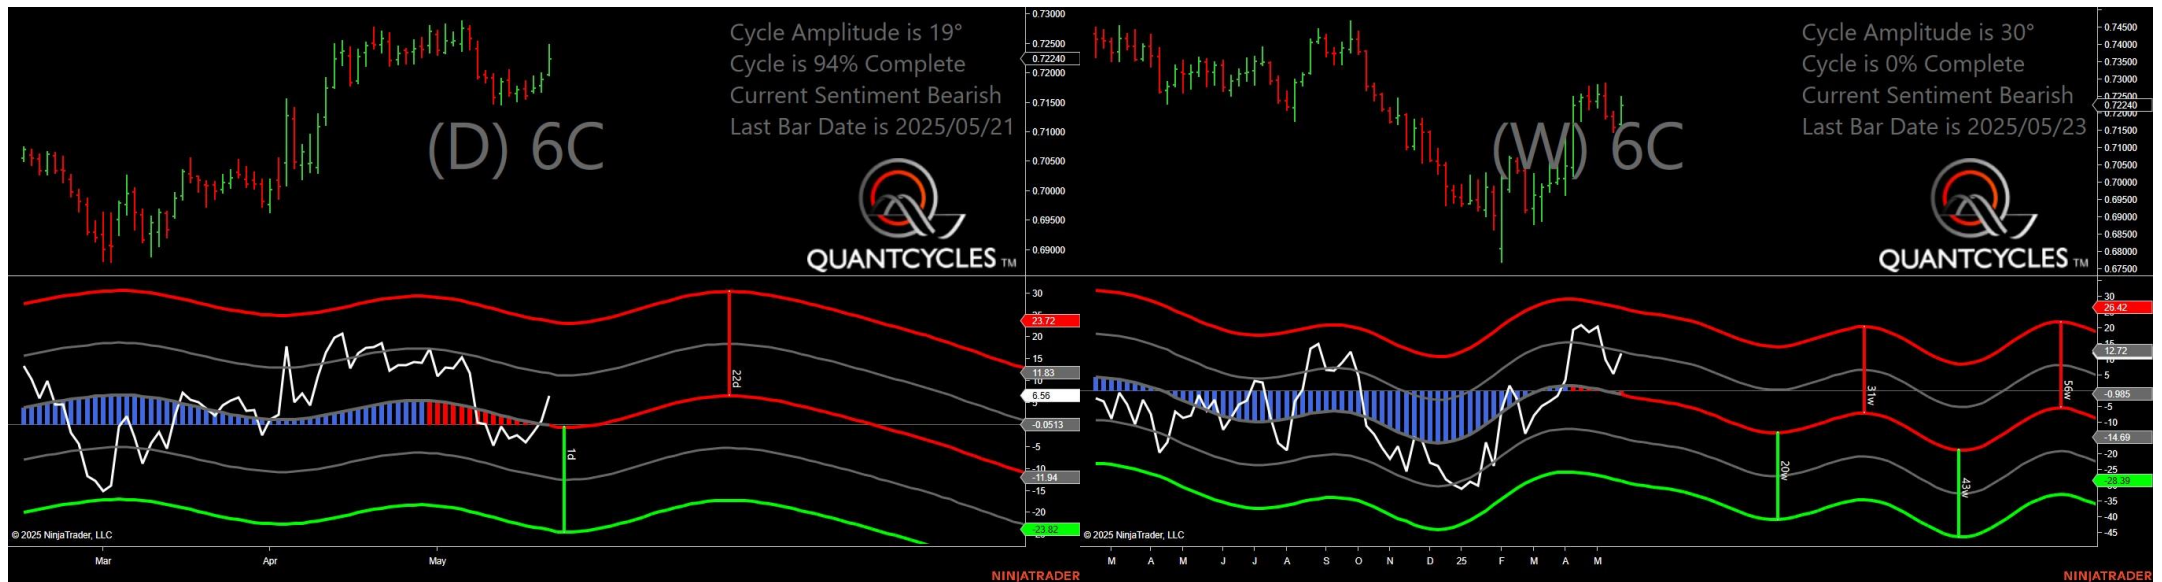 Cycle Amplitude is 19°
Cycle is 94% Complete
Current Sentiment Bearish
Last Bar Date is 2025/05/21
(D) 6C
QUANTCYCLES TM
0.73000
0.72500
0.72240
0.72000
0.71500
0.71000
0.70500
0.70000
0.69500
0.69000
30
23.72
20
15
11.83
10
6.56
-0.0513
-5
-10
-11.94
-15
-20
-23.82
22d
1d
© 2025 NinjaTrader, LLC
Mar
Apr
May
NINJATRADER
Cycle Amplitude is 30°
Cycle is 0% Complete
Current Sentiment Bearish
Last Bar Date is 2025/05/23
(W) 6C
QUANTCYCLES TM
0.74500
0.74000
0.73500
0.73000
0.72500
0.72240
0.72000
0.71500
0.71000
0.70500
0.70000
0.69500
0.69000
0.68500
0.68000
0.67500
30
26.42
20
15
12.72
5
-0.985
-5
-10
-14.69
-20
-25
-28.39
-35
-40
-45
31w
56w
20w
43w
© 2025 NinjaTrader, LLC
M
A
M
J
J
A
S
O
N
D
25
F
M
A
M
NINJATRADER